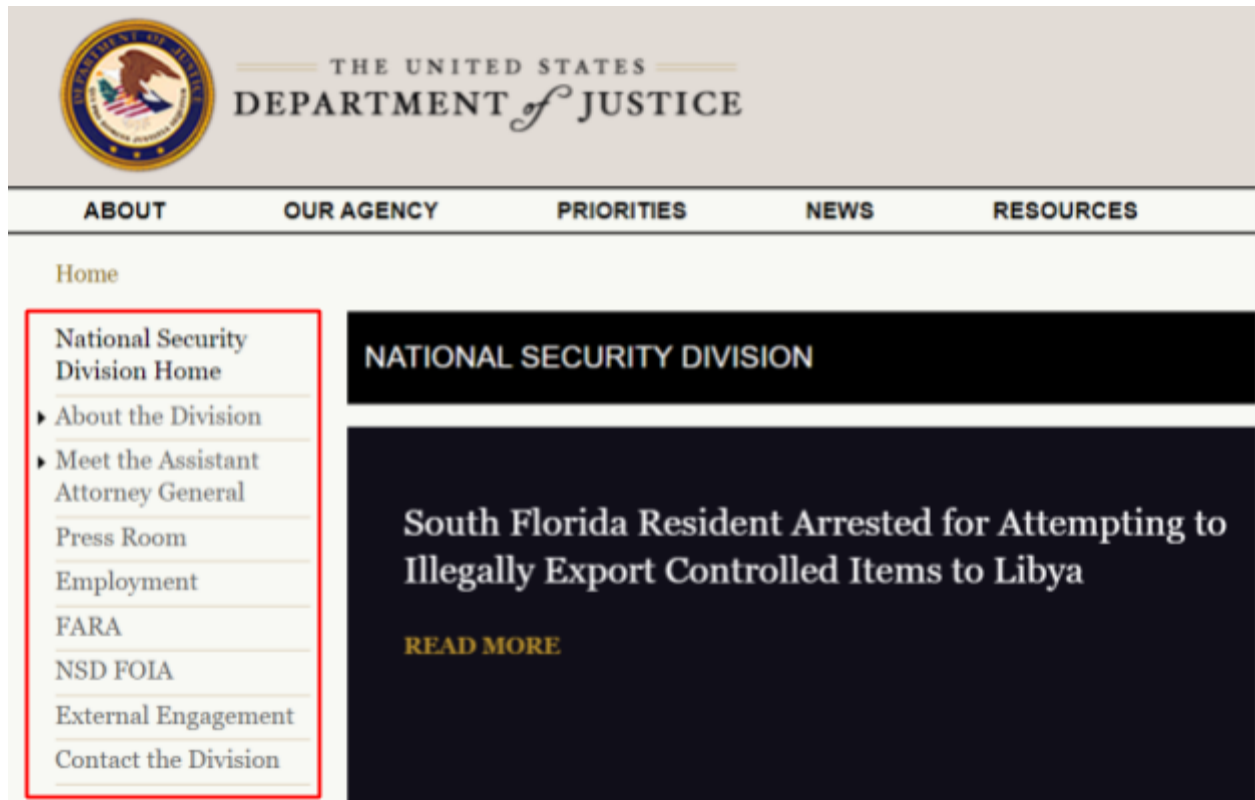 THE UNITED STATES
DEPARTMENT of JUSTICE
ABOUT OUR AGENCY PRIORITIES NEWS RESOURCES
Home
National Security
Division Home
About the Division
Meet the Assistant
Attorney General
Press Room
Employment
FARA
NSD FOIA
External Engagement
Contact the Division
NATIONAL SECURITY DIVISION
South Florida Resident Arrested for Attempting to
Illegally Export Controlled Items to Libya
READ MORE